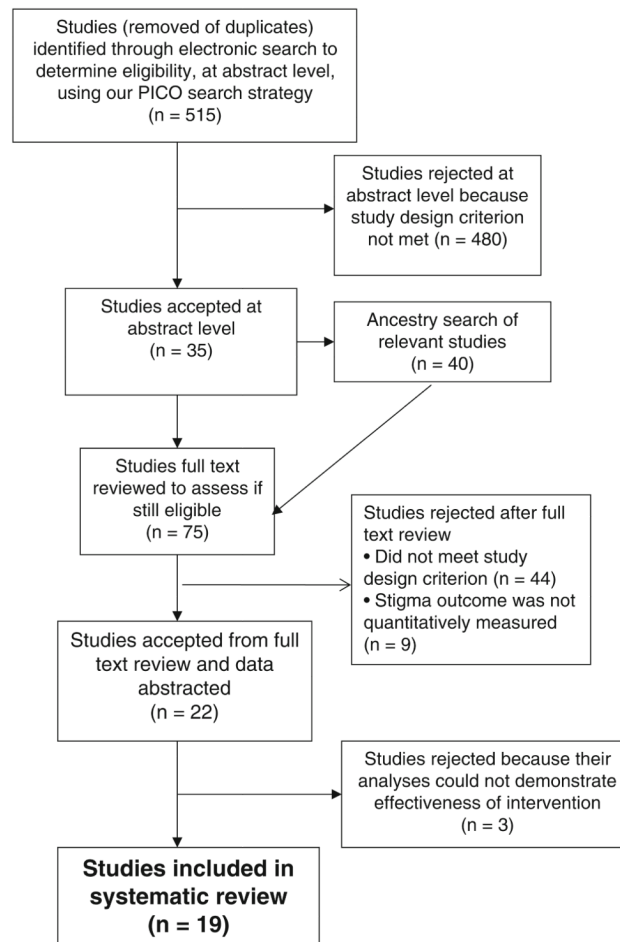 Studies (removed of duplicates)
identified through electronic search to
determine eligibility, at abstract level,
using our PICO search strategy
(n = 515)
Studies rejected at
abstract level because
study design criterion
not met (n = 480)
Studies accepted at
abstract level
(n = 35)
Ancestry search of
relevant studies
(n = 40)
Studies full text
reviewed to assess if
still eligible
(n = 75)
Studies rejected after full
text review
• Did not meet study
design criterion (n = 44)
• Stigma outcome was not
quantitatively measured
(n = 9)
Studies accepted from full
text review and data
abstracted
(n = 22)
Studies rejected because their
analyses could not demonstrate
effectiveness of intervention
(n = 3)
Studies included in
systematic review
(n = 19)